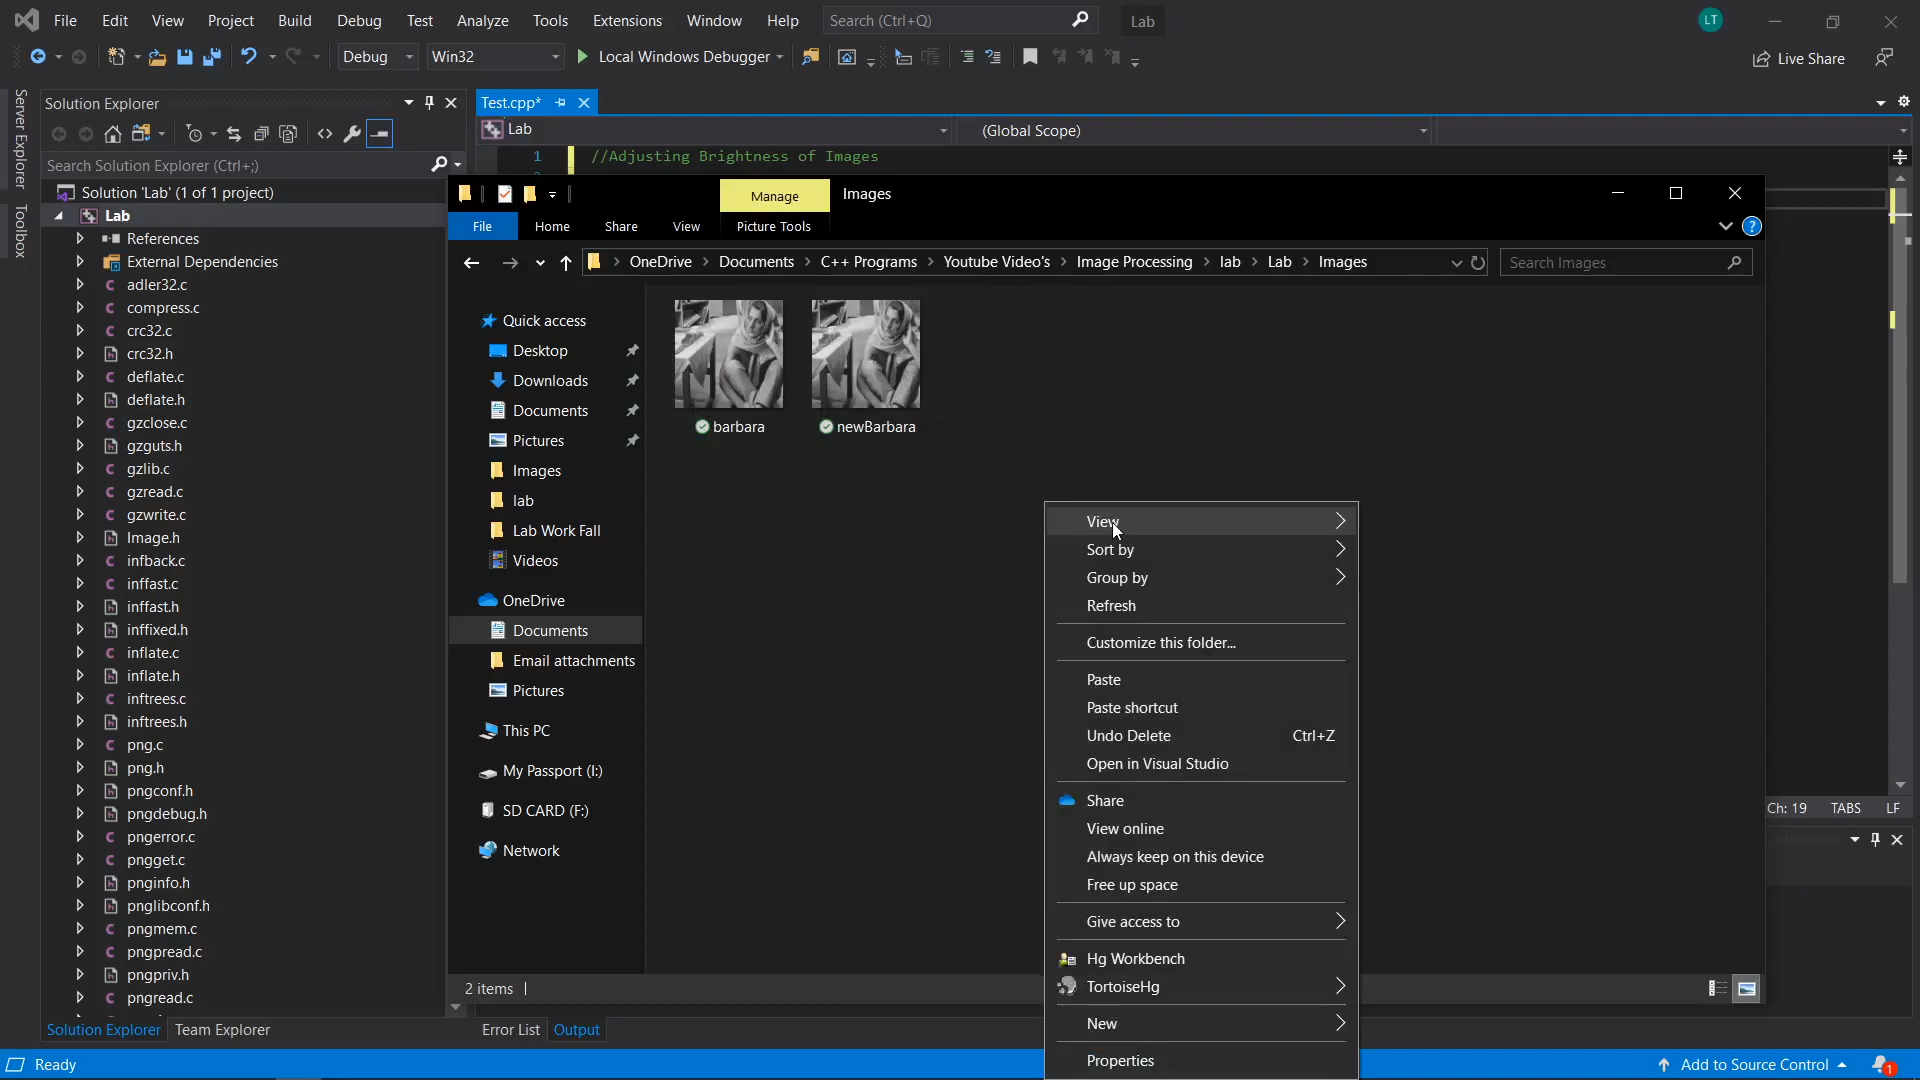 File Edit View Project Build Debug Test Analyze Tools Extensions Window Help Search (Ctrl+Q) Lab LT
Debug Win32 Local Windows Debugger Live Share
Server Explorer
Toolbox
Solution Explorer
Search Solution Explorer (Ctrl+;)
Solution 'Lab' (1 of 1 project)
Lab
References
External Dependencies
adler32.c
compress.c
crc32.c
crc32.h
deflate.c
deflate.h
gzclose.c
gzguts.h
gzlib.c
gzread.c
gzwrite.c
Image.h
infback.c
inffast.c
inffast.h
inffixed.h
inflate.c
inflate.h
inftrees.c
inftrees.h
png.c
png.h
pngconf.h
pngdebug.h
pngerror.c
pngget.c
pnginfo.h
pnglibconf.h
pngmem.c
pngpread.c
pngpriv.h
pngread.c
Solution Explorer Team Explorer
Test.cpp*
Lab (Global Scope)
1 //Adjusting Brightness of Images
Manage Images
File Home Share View Picture Tools
OneDrive Documents C++ Programs Youtube Video's Image Processing lab Lab Images Search Images
Quick access
Desktop
Downloads
Documents
Pictures
Images
lab
Lab Work Fall
Videos
OneDrive
Documents
Email attachments
Pictures
This PC
My Passport (I:)
SD CARD (F:)
Network
barbara newBarbara
View
Sort by
Group by
Refresh
Customize this folder...
Paste
Paste shortcut
Undo Delete Ctrl+Z
Open in Visual Studio
Share
View online
Always keep on this device
Free up space
Give access to
Hg Workbench
TortoiseHg
New
Properties
2 items
Ch: 19 TABS LF
Error List Output
Ready Add to Source Control 1